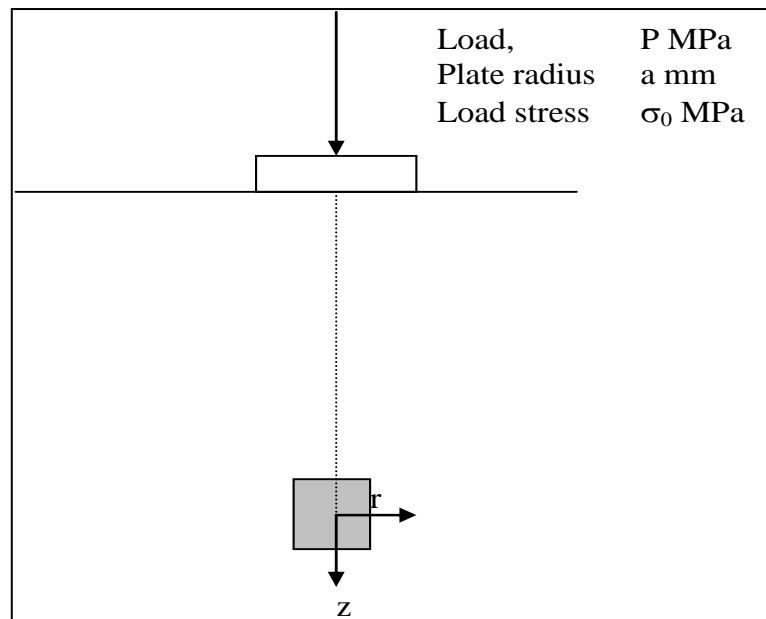 Load, P MPa
Plate radius a mm
Load stress σ₀ MPa
r
z